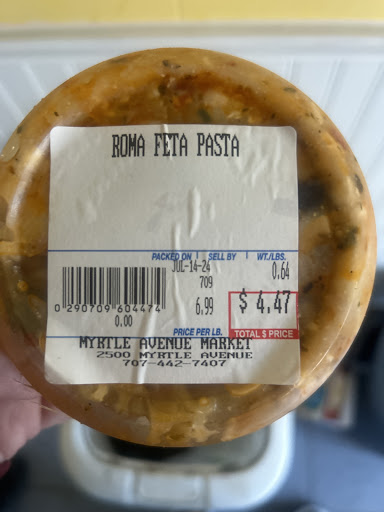 ROMA FETA PASTA
PACKED ON SELL BY WT./LBS.
JUL-14-24 0.64
709
6.99 $ 4.47
0 290709 604474
0.00
PRICE PER LB. TOTAL $ PRICE
MYRTLE AVENUE MARKET
2500 MYRTLE AVENUE
707-442-7407